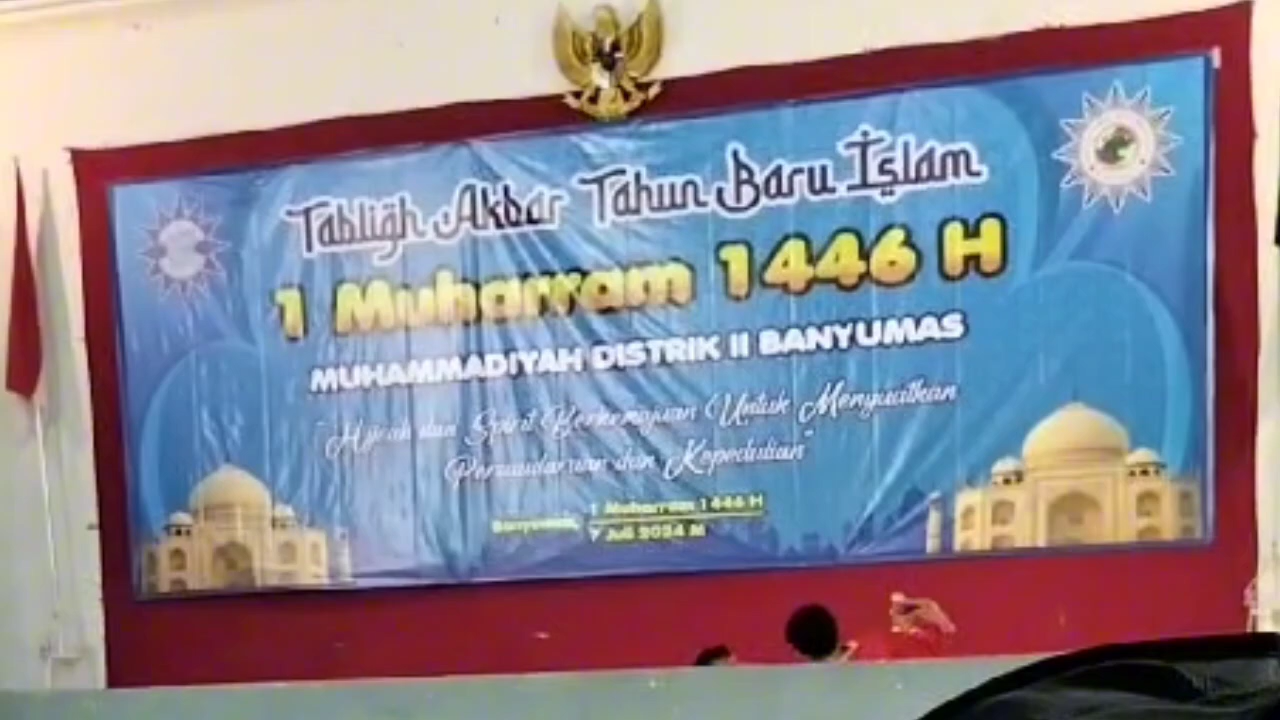 Tabligh Akbar Tahun Baru Islam
1 Muharram 1446 H
MUHAMMADIYAH DISTRIK II BANYUMAS
"Hijrah dan Spirit Berkemajuan Untuk Menguatkan
Persaudaraan dan Kepedulian"
Banyumas, 1 Muharram 1446 H
7 Juli 2024 M